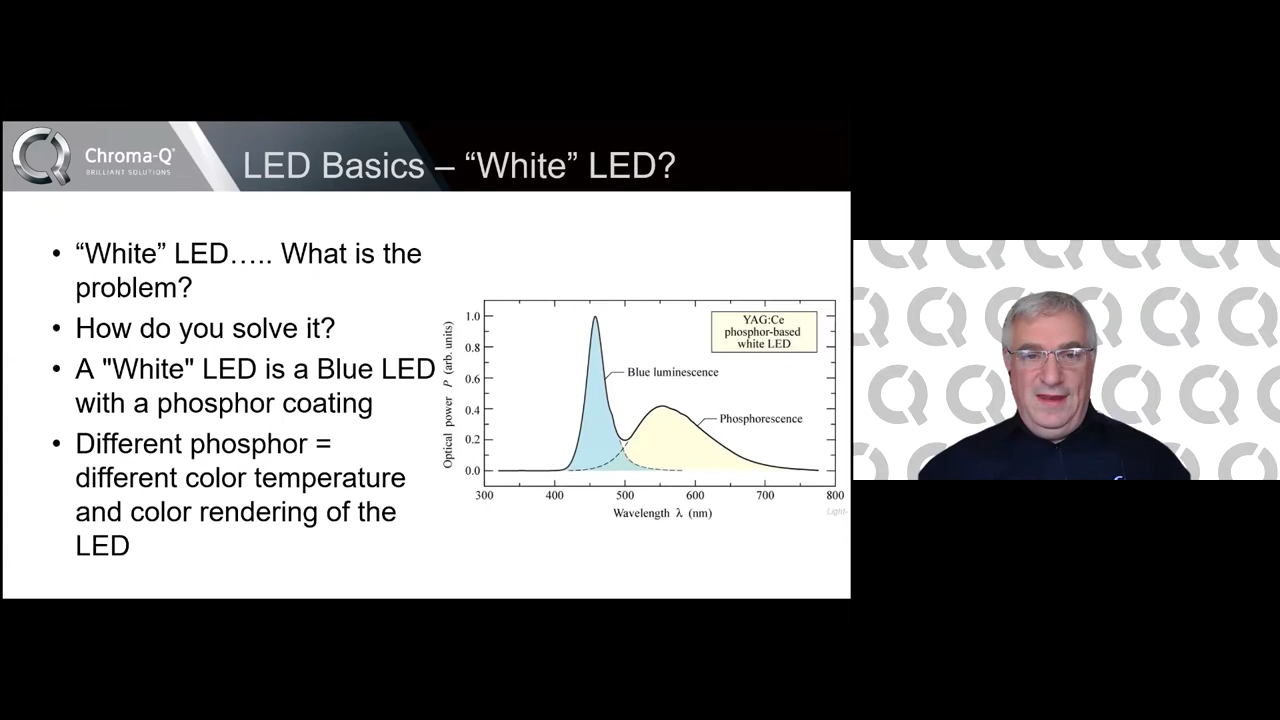 Chroma-Q®
BRILLIANT SOLUTIONS
LED Basics – “White” LED?
• “White” LED….. What is the
problem?
• How do you solve it?
• A "White" LED is a Blue LED
with a phosphor coating
• Different phosphor =
different color temperature
and color rendering of the
LED
YAG:Ce
phosphor-based
white LED
Blue luminescence
Phosphorescence
Optical power P (arb. units)
1.0
0.8
0.6
0.4
0.2
0.0
300 400 500 600 700 800
Wavelength λ (nm)
Light-